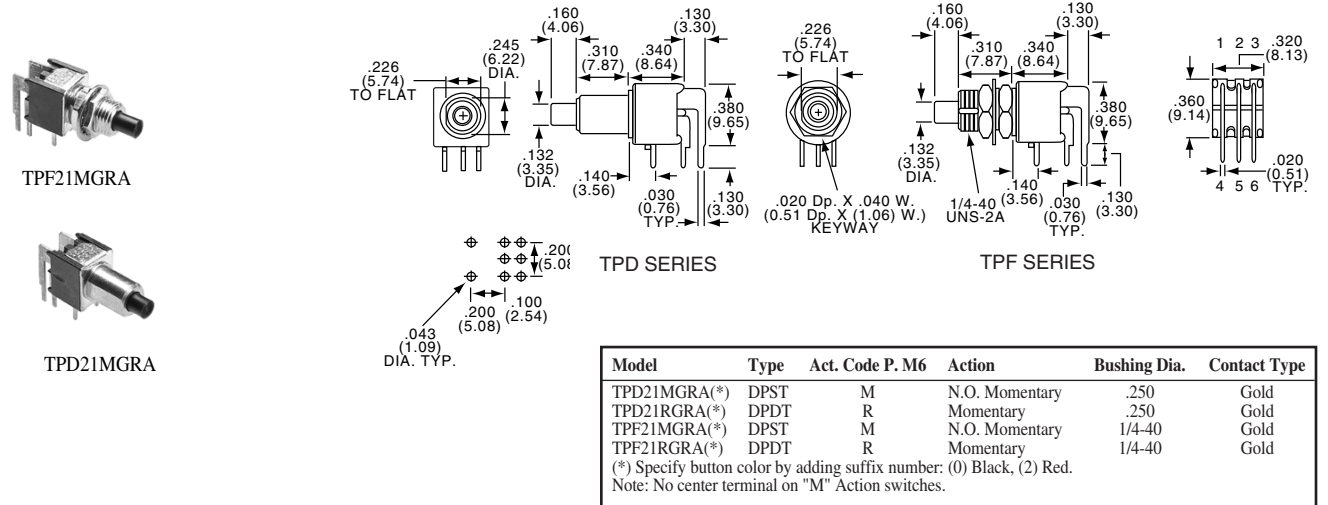 TPF21MGRA
TPD21MGRA
.226
(5.74)
TO FLAT
.245
(6.22)
DIA.
.160
(4.06)
.310
(7.87)
.340
(8.64)
.130
(3.30)
.380
(9.65)
.132
(3.35)
DIA.
.140
(3.56)
.030
(0.76)
TYP.
.130
(3.30)
TPD SERIES
.226
(5.74)
TO FLAT
.020 Dp. X .040 W.
(0.51 Dp. X (1.06) W.)
KEYWAY
.160
(4.06)
.310
(7.87)
.340
(8.64)
.130
(3.30)
.380
(9.65)
.132
(3.35)
DIA.
1/4-40
UNS-2A
.140
(3.56)
.030
(0.76)
TYP.
.130
(3.30)
TPF SERIES
1 2 3
.320
(8.13)
.360
(9.14)
.020
(0.51)
TYP.
4 5 6
.200
(5.08)
.200
(5.08)
.100
(2.54)
.043
(1.09)
DIA. TYP.
Model Type Act. Code P. M6 Action Bushing Dia. Contact Type
TPD21MGRA(*) DPST M N.O. Momentary .250 Gold
TPD21RGRA(*) DPDT R Momentary .250 Gold
TPF21MGRA(*) DPST M N.O. Momentary 1/4-40 Gold
TPF21RGRA(*) DPDT R Momentary 1/4-40 Gold
(*) Specify button color by adding suffix number: (0) Black, (2) Red.
Note: No center terminal on "M" Action switches.